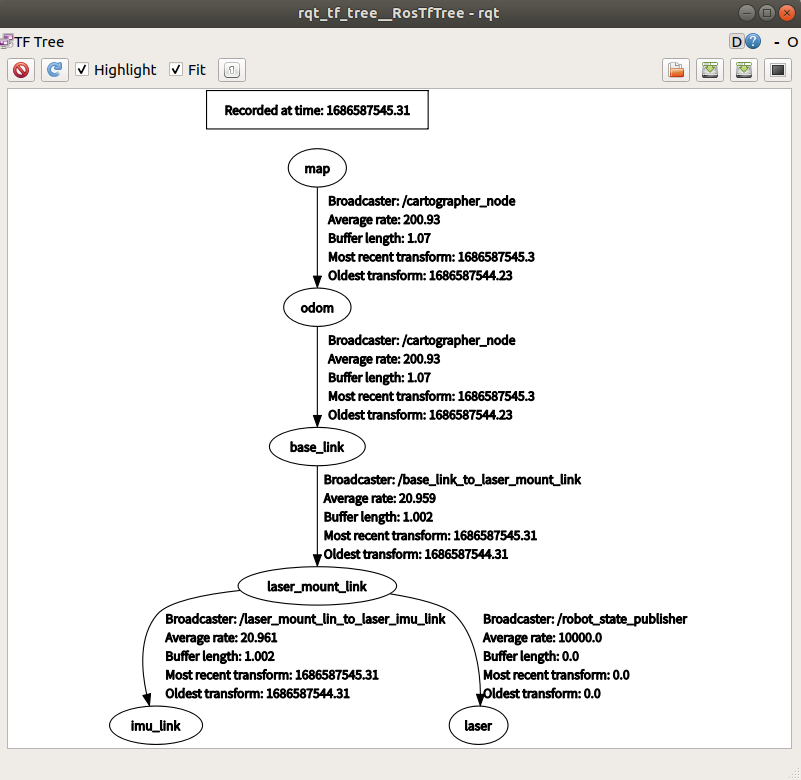 rqt_tf_tree__RosTfTree - rqt
TF Tree
D ? - O
Highlight
Fit
1
Recorded at time: 1686587545.31
map
Broadcaster: /cartographer_node
Average rate: 200.93
Buffer length: 1.07
Most recent transform: 1686587545.3
Oldest transform: 1686587544.23
odom
Broadcaster: /cartographer_node
Average rate: 200.93
Buffer length: 1.07
Most recent transform: 1686587545.3
Oldest transform: 1686587544.23
base_link
Broadcaster: /base_link_to_laser_mount_link
Average rate: 20.959
Buffer length: 1.002
Most recent transform: 1686587545.31
Oldest transform: 1686587544.31
laser_mount_link
Broadcaster: /laser_mount_lin_to_laser_imu_link
Average rate: 20.961
Buffer length: 1.002
Most recent transform: 1686587545.31
Oldest transform: 1686587544.31
Broadcaster: /robot_state_publisher
Average rate: 10000.0
Buffer length: 0.0
Most recent transform: 0.0
Oldest transform: 0.0
imu_link
laser